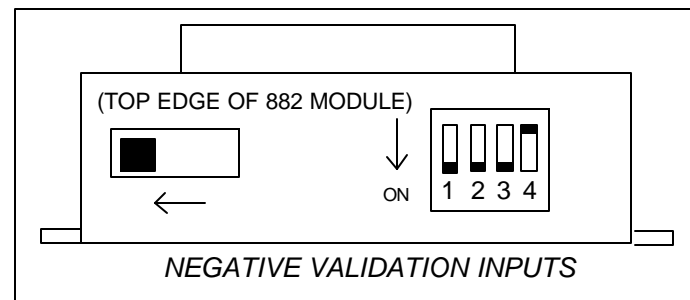 (TOP EDGE OF 882 MODULE)
ON
1 2 3 4
NEGATIVE VALIDATION INPUTS